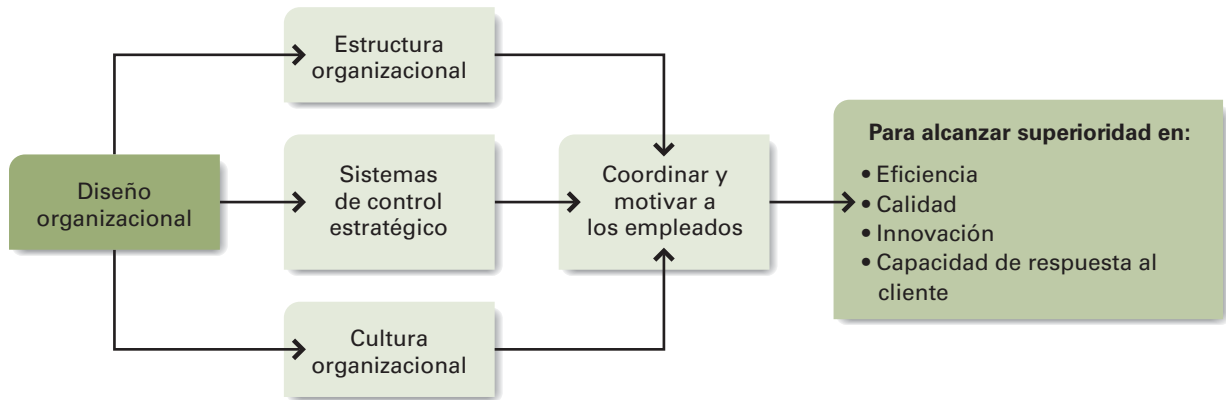 Diseño
organizacional
Estructura
organizacional
Sistemas
de control
estratégico
Cultura
organizacional
Coordinar y
motivar a
los empleados
Para alcanzar superioridad en:
• Eficiencia
• Calidad
• Innovación
• Capacidad de respuesta al
cliente